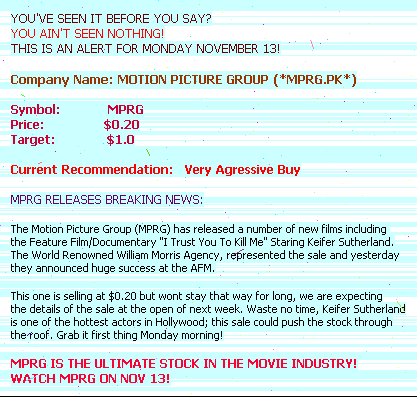 YOU'VE SEEN IT BEFORE YOU SAY?
YOU AIN'T SEEN NOTHING!
THIS IS AN ALERT FOR MONDAY NOVEMBER 13!
Company Name: MOTION PICTURE GROUP (*MPRG.PK*)
Symbol: MPRG
Price: $0.20
Target: $1.0
Current Recommendation: Very Agressive Buy
MPRG RELEASES BREAKING NEWS:
The Motion Picture Group (MPRG) has released a number of new films including
the Feature Film/Documentary "I Trust You To Kill Me" Staring Keifer Sutherland.
The World Renowned William Morris Agency, represented the sale and yesterday
they announced huge success at the AFM.
This one is selling at $0.20 but wont stay that way for long, we are expecting
the details of the sale at the open of next week. Waste no time, Keifer Sutherland
is one of the hottest actors in Hollywood; this sale could push the stock through
the roof. Grab it first thing Monday morning!
MPRG IS THE ULTIMATE STOCK IN THE MOVIE INDUSTRY!
WATCH MPRG ON NOV 13!